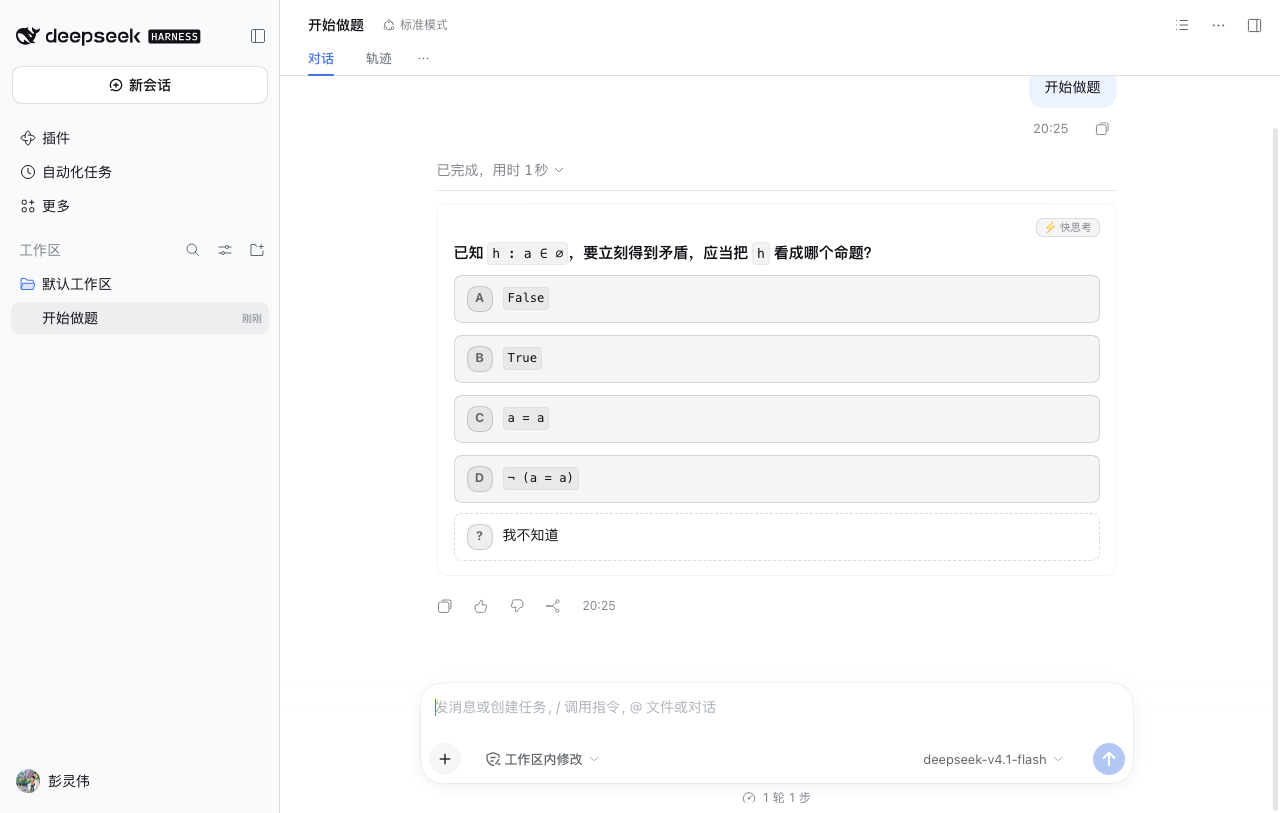 deepseek HARNESS
新会话
插件
自动化任务
更多
工作区
默认工作区
开始做题 刚刚
彭灵伟
开始做题 标准模式
对话 轨迹 ···
开始做题
20:25
已完成，用时 1秒
⚡ 快思考
已知 h : a ∈ ∅，要立刻得到矛盾，应当把 h 看成哪个命题？
A False
B True
C a = a
D ¬ (a = a)
? 我不知道
20:25
发消息或创建任务, / 调用指令, @ 文件或对话
工作区内修改 deepseek-v4.1-flash
1 轮 1 步